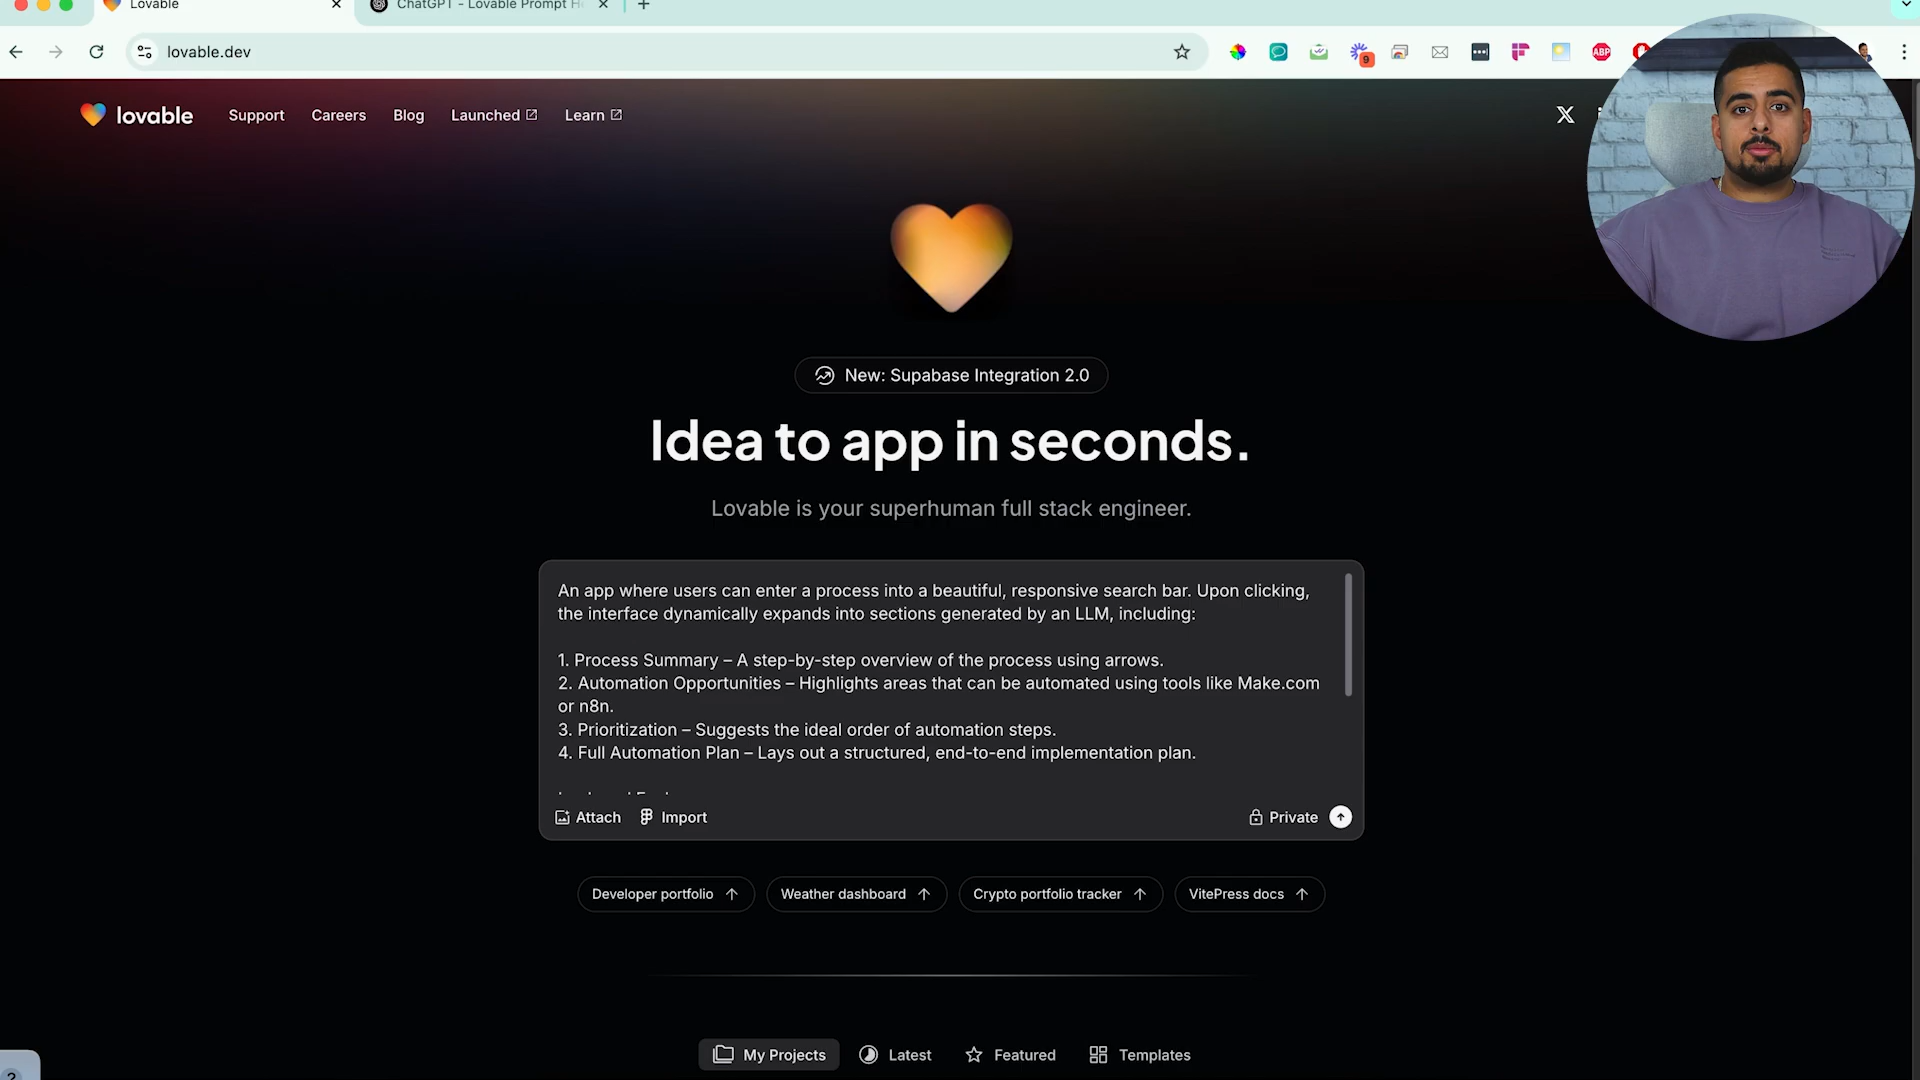 Lovable
ChatGPT - Lovable Prompt
lovable.dev
9
ABP
lovable
Support
Careers
Blog
Launched
Learn
New: Supabase Integration 2.0
Idea to app in seconds.
Lovable is your superhuman full stack engineer.
An app where users can enter a process into a beautiful, responsive search bar. Upon clicking,
the interface dynamically expands into sections generated by an LLM, including:
1. Process Summary – A step-by-step overview of the process using arrows.
2. Automation Opportunities – Highlights areas that can be automated using tools like Make.com
or n8n.
3. Prioritization – Suggests the ideal order of automation steps.
4. Full Automation Plan – Lays out a structured, end-to-end implementation plan.
Attach
Import
Private
Developer portfolio
Weather dashboard
Crypto portfolio tracker
VitePress docs
My Projects
Latest
Featured
Templates